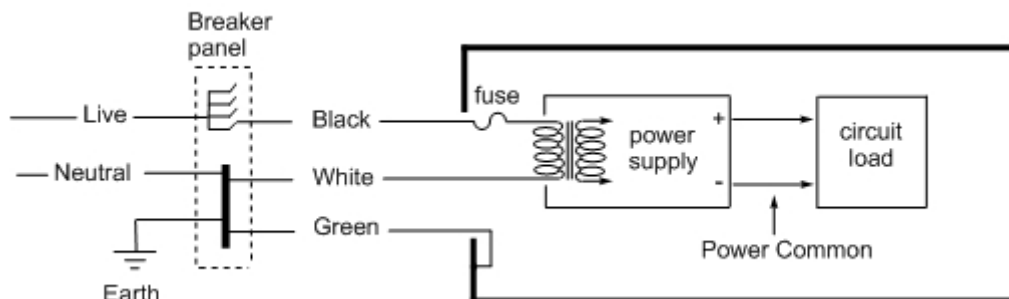 Breaker
panel
Live
Black
fuse
power
supply
+
-
circuit
load
Neutral
White
Green
Power Common
Earth